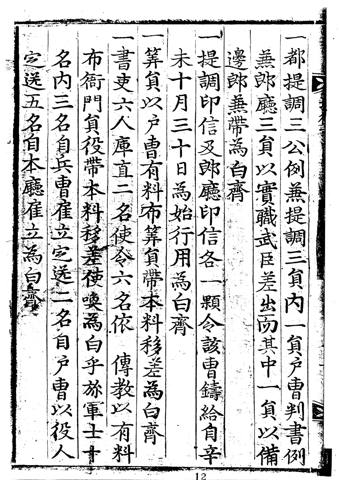 一都提調三公例兼提調三員內一員戶曹判書例
兼郎廳三員以實職武臣差出而其中一員以備
邊郎兼帶爲白齊
一提調印信及郎廳印信各一顆令該曹鑄給自辛
未十月三十日爲始行用爲白齊
一筭員以戶曹有料布筭員帶本料移差爲白齊
一書吏六人庫直二名使令六名依 傳敎以有料
布衙門員役帶本料移差使喚爲白乎旀軍士十
名內三名自兵曹雇立定送二名自戶曹以役人
定送五名自本廳雇立爲白齊
12